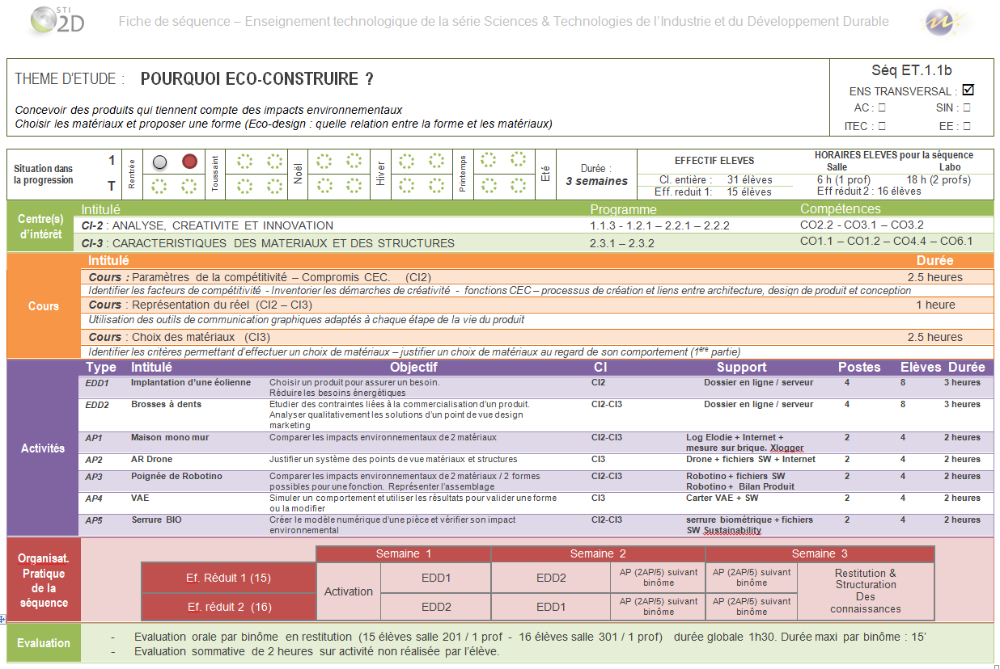 STI
2D
Fiche de séquence – Enseignement technologique de la série Sciences & Technologies de l’Industrie et du Développement Durable
THEME D’ETUDE : POURQUOI ECO-CONSTRUIRE ?
Concevoir des produits qui tiennent compte des impacts environnementaux
Choisir les matériaux et proposer une forme (Eco-design : quelle relation entre la forme et les matériaux)
Séq ET.1.1b
ENS TRANSVERSAL : ☑
AC : □ SIN : □
ITEC : □ EE : □
Situation dans la progression
1
T
Rentrée
Toussaint
Noël
Hiver
Printemps
Eté
Durée :
3 semaines
EFFECTIF ELEVES
Cl. entière : 31 élèves
Eff. reduit 1: 15 élèves
HORAIRES ELEVES pour la séquence
Salle Labo
6 h (1 prof) 18 h (2 profs)
Eff réduit 2 : 16 élèves
Centre(s) d’intérêt
Intitulé Programme Compétences
CI-2 : ANALYSE, CREATIVITE ET INNOVATION 1.1.3 - 1.2.1 – 2.2.1 – 2.2.2 CO2.2 - CO3.1 – CO3.2
CI-3 : CARACTERISTIQUES DES MATERIAUX ET DES STRUCTURES 2.3.1 – 2.3.2 CO1.1 – CO1.2 – CO4.4 – CO6.1
Cours
Intitulé Durée
Cours : Paramètres de la compétitivité – Compromis CEC. (CI2) 2.5 heures
Identifier les facteurs de compétitivité - Inventorier les démarches de créativité - fonctions CEC – processus de création et liens entre architecture, design de produit et conception
Cours : Représentation du réel (CI2 – CI3) 1 heure
Utilisation des outils de communication graphiques adaptés à chaque étape de la vie du produit
Cours : Choix des matériaux (CI3) 2.5 heures
Identifier les critères permettant d’effectuer un choix de matériaux – justifier un choix de matériaux au regard de son comportement (1ère partie)
Activités
Type Intitulé Objectif CI Support Postes Elèves Durée
EDD1 Implantation d’une éolienne Choisir un produit pour assurer un besoin. CI2 Dossier en ligne / serveur 4 8 3 heures
Réduire les besoins énergétiques
EDD2 Brosses à dents Etudier des contraintes liées à la commercialisation d’un produit. CI2-CI3 Dossier en ligne / serveur 4 8 3 heures
Analyser qualitativement les solutions d’un point de vue design
marketing
AP1 Maison mono mur Comparer les impacts environnementaux de 2 matériaux CI2-CI3 Log Elodie + Internet + 2 4 2 heures
mesure sur brique. Xlogger
AP2 AR Drone Justifier un système des points de vue matériaux et structures CI3 Drone + fichiers SW + Internet 2 4 2 heures
AP3 Poignée de Robotino Comparer les impacts environnementaux de 2 matériaux / 2 formes CI2-CI3 Robotino + fichiers SW 2 4 2 heures
possibles pour une fonction. Représenter l’assemblage Robotino + Bilan Produit
AP4 VAE Simuler un comportement et utiliser les résultats pour valider une forme CI3 Carter VAE + SW 2 4 2 heures
ou la modifier
AP5 Serrure BIO Créer le modèle numérique d’une pièce et vérifier son impact CI2-CI3 serrure biométrique + fichiers 2 4 2 heures
environnemental SW Sustainability
Organisat.
Pratique
de la
séquence
Semaine 1 Semaine 2 Semaine 3
Ef. Réduit 1 (15) Activation EDD1 EDD2 AP (2AP/5) suivant binôme AP (2AP/5) suivant binôme Restitution &
Structuration
Des
connaissances
Ef. réduit 2 (16) EDD2 EDD1 AP (2AP/5) suivant binôme AP (2AP/5) suivant binôme
Evaluation
- Evaluation orale par binôme en restitution (15 élèves salle 201 / 1 prof - 16 élèves salle 301 / 1 prof) durée globale 1h30. Durée maxi par binôme : 15’
- Evaluation sommative de 2 heures sur activité non réalisée par l’élève.